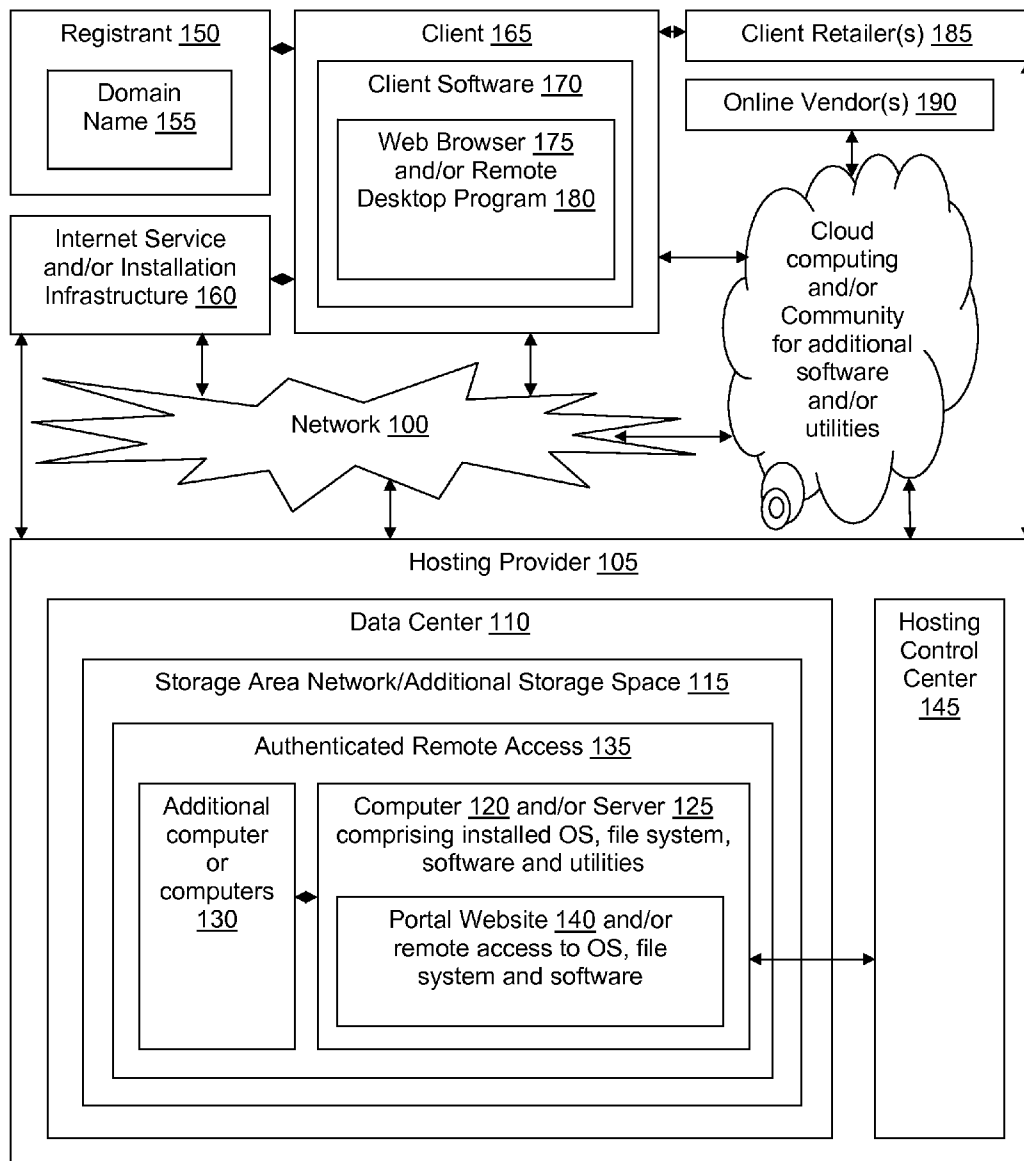 Registrant 150
Domain
Name 155
Client 165
Client Software 170
Web Browser 175
and/or Remote
Desktop Program 180
Client Retailer(s) 185
Online Vendor(s) 190
Internet Service
and/or Installation
Infrastructure 160
Cloud
computing
and/or
Community
for additional
software
and/or
utilities
Network 100
Hosting Provider 105
Data Center 110
Storage Area Network/Additional Storage Space 115
Authenticated Remote Access 135
Additional
computer
or
computers
130
Computer 120 and/or Server 125
comprising installed OS, file system,
software and utilities
Portal Website 140 and/or
remote access to OS, file
system and software
Hosting
Control
Center
145